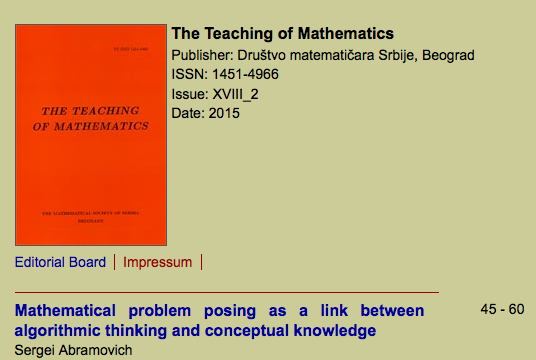 The Teaching of Mathematics
Publisher: Društvo matematičara Srbije, Beograd
ISSN: 1451-4966
Issue: XVIII_2
Date: 2015
THE TEACHING
OF MATHEMATICS
THE MATHEMATICAL SOCIETY OF SERBIA
BELGRADE
Editorial Board | Impressum |
Mathematical problem posing as a link between 45 - 60
algorithmic thinking and conceptual knowledge
Sergei Abramovich